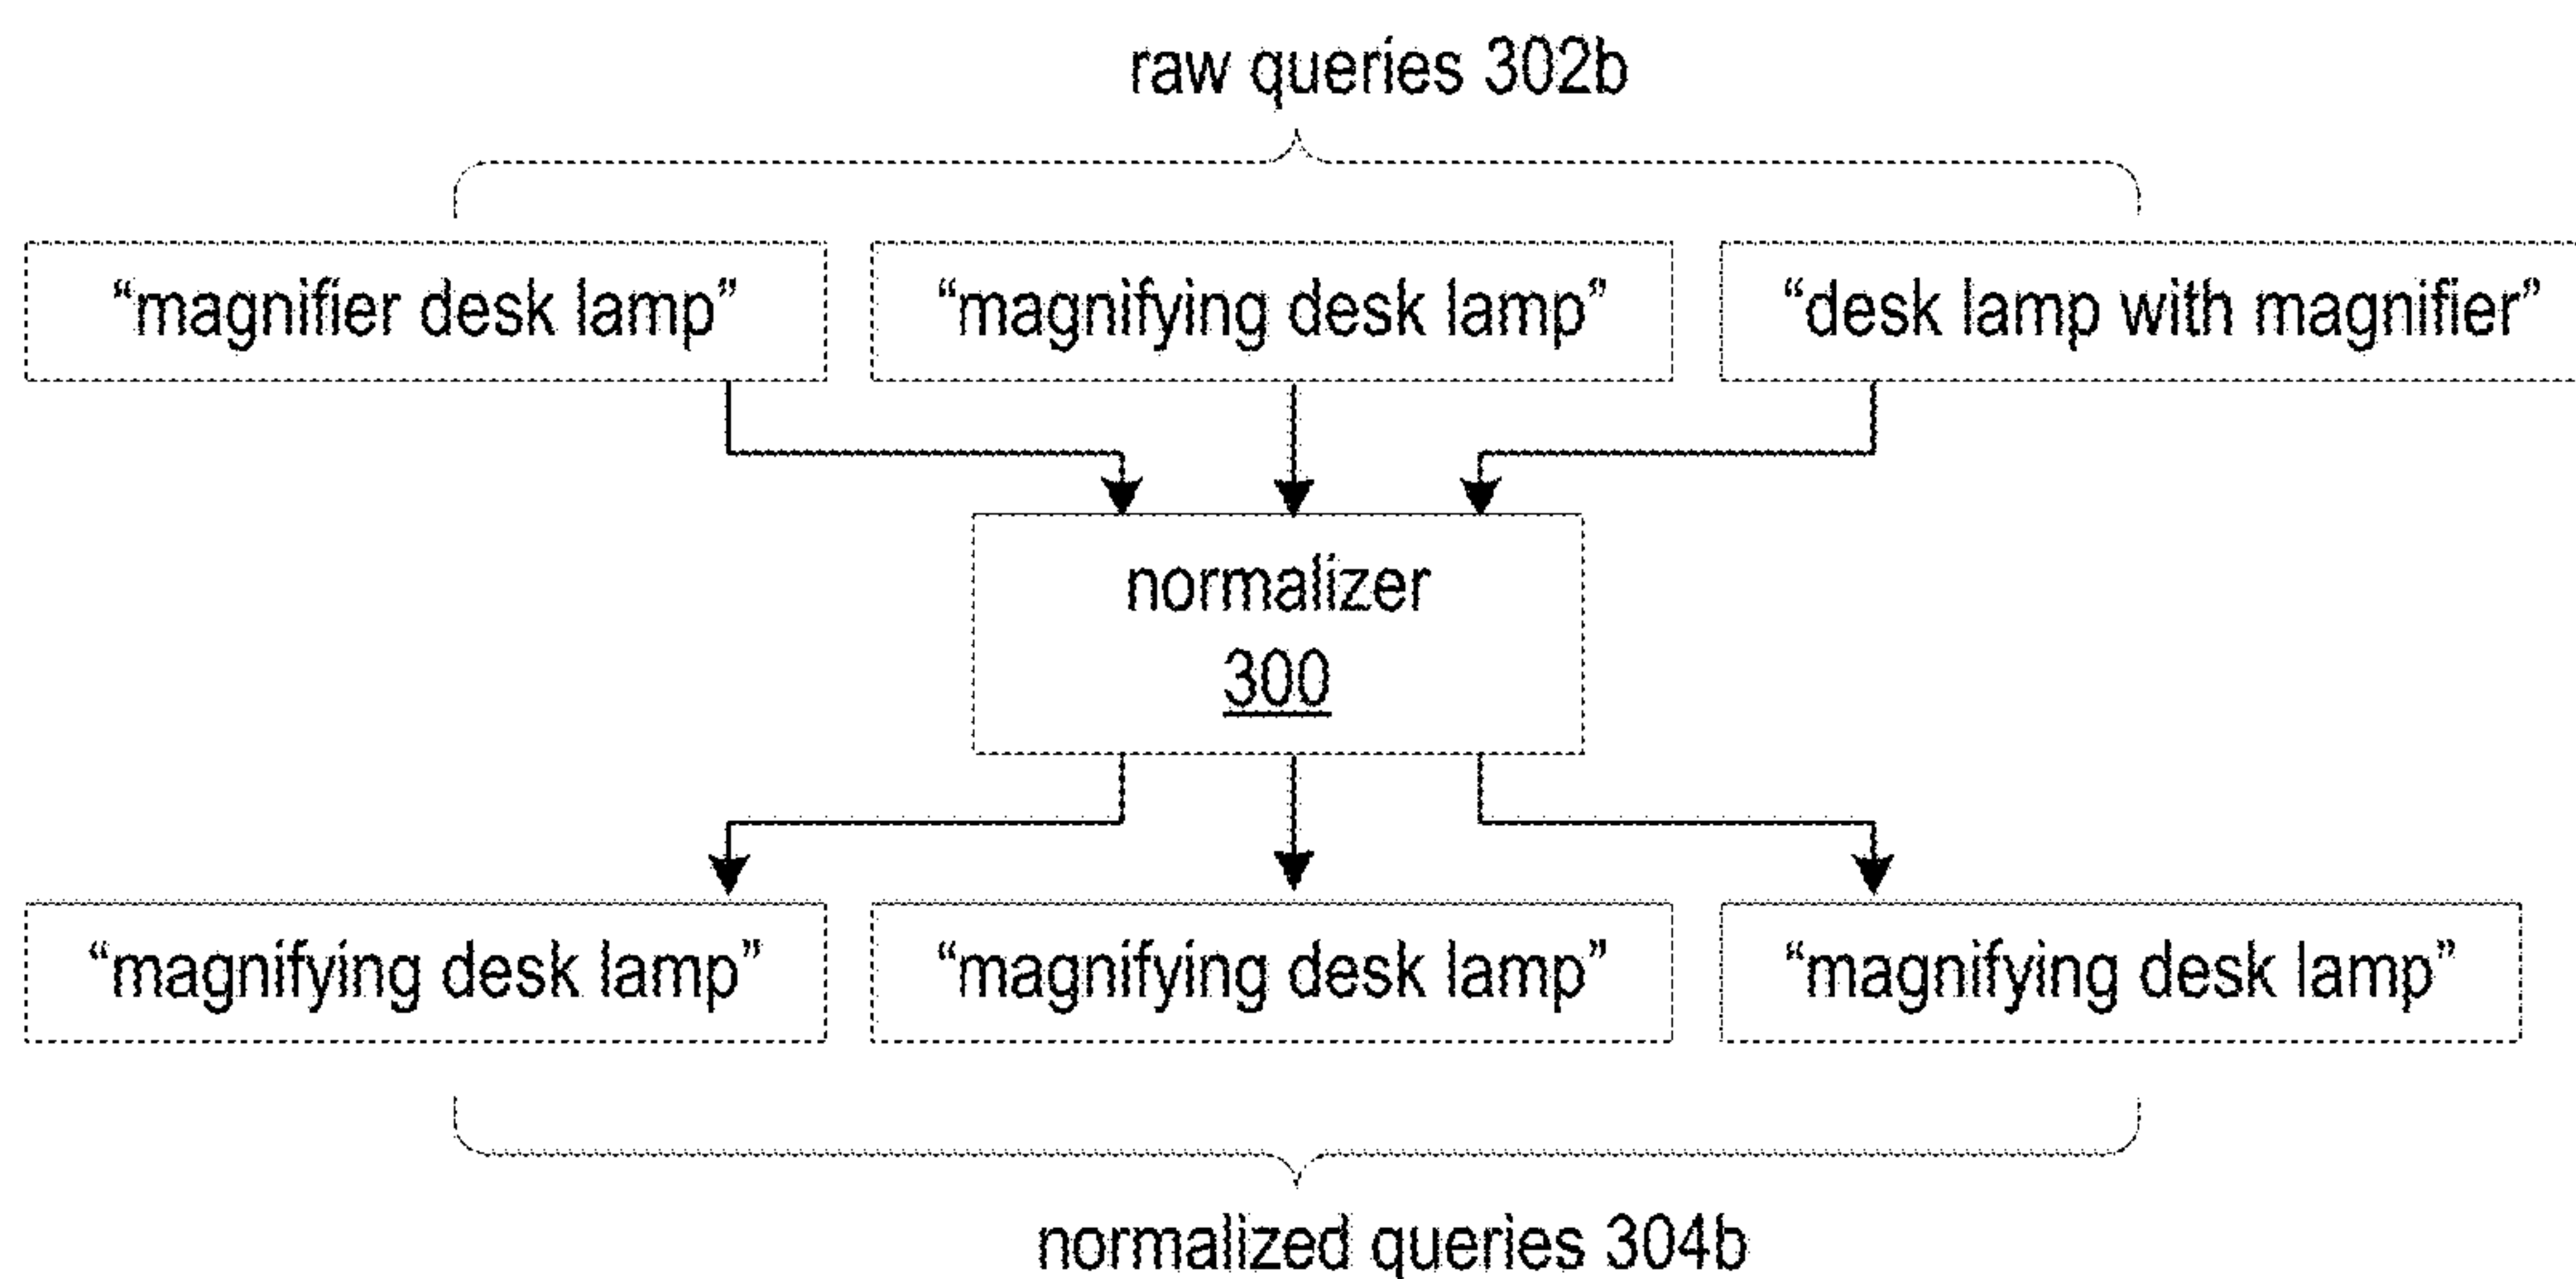 raw queries 302b
“magnifier desk lamp” “magnifying desk lamp” “desk lamp with magnifier”
normalizer
300
“magnifying desk lamp” “magnifying desk lamp” “magnifying desk lamp”
normalized queries 304b